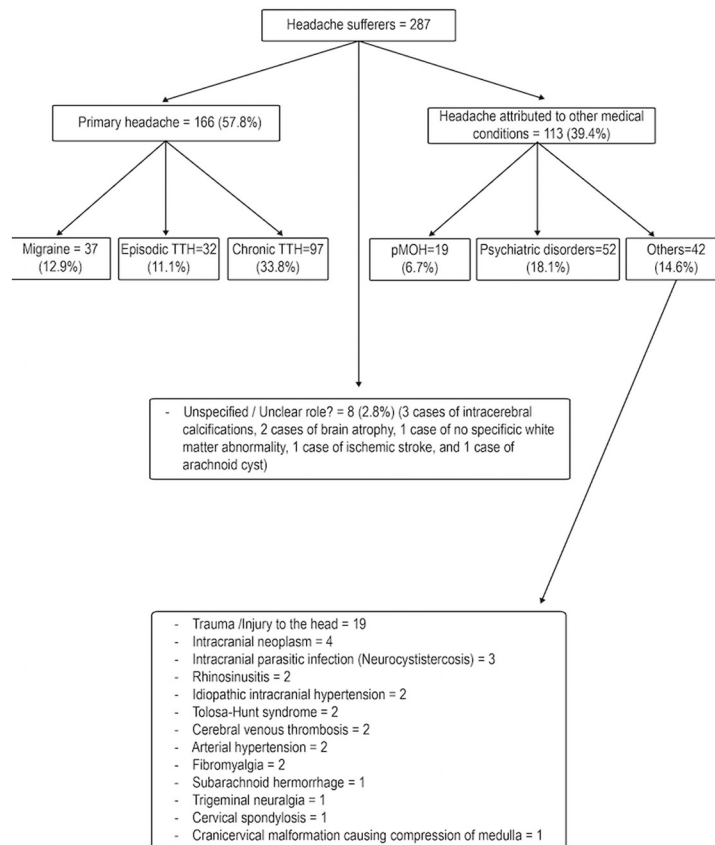 Headache sufferers = 287
Primary headache = 166 (57.8%)
Headache attributed to other medical
conditions = 113 (39.4%)
Migraine = 37
(12.9%)
Episodic TTH=32
(11.1%)
Chronic TTH=97
(33.8%)
pMOH=19
(6.7%)
Psychiatric disorders=52
(18.1%)
Others=42
(14.6%)
- Unspecified / Unclear role? = 8 (2.8%) (3 cases of intracerebral
calcifications, 2 cases of brain atrophy, 1 case of no specificic white
matter abnormality, 1 case of ischemic stroke, and 1 case of
arachnoid cyst)
- Trauma /Injury to the head = 19
- Intracranial neoplasm = 4
- Intracranial parasitic infection (Neurocystistercosis) = 3
- Rhinosinusitis = 2
- Idiopathic intracranial hypertension = 2
- Tolosa-Hunt syndrome = 2
- Cerebral venous thrombosis = 2
- Arterial hypertension = 2
- Fibromyalgia = 2
- Subarachnoid hermorrhage = 1
- Trigeminal neuralgia = 1
- Cervical spondylosis = 1
- Cranicervical malformation causing compression of medulla = 1